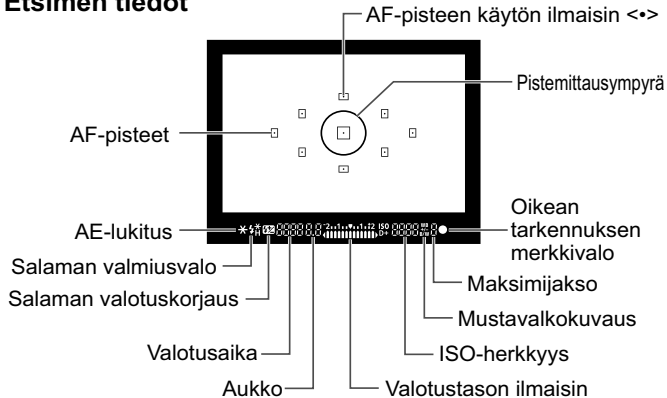 Etsimen tiedot
AF-pisteen käytön ilmaisin <•>
Pistemittausympyrä
AF-pisteet
AE-lukitus
Salaman valmiusvalo
Salaman valotuskorjaus
Valotusaika
Aukko
Oikean
tarkennuksen
merkkivalo
Maksimijakso
Mustavalkokuvaus
ISO-herkkyys
Valotustason ilmaisin